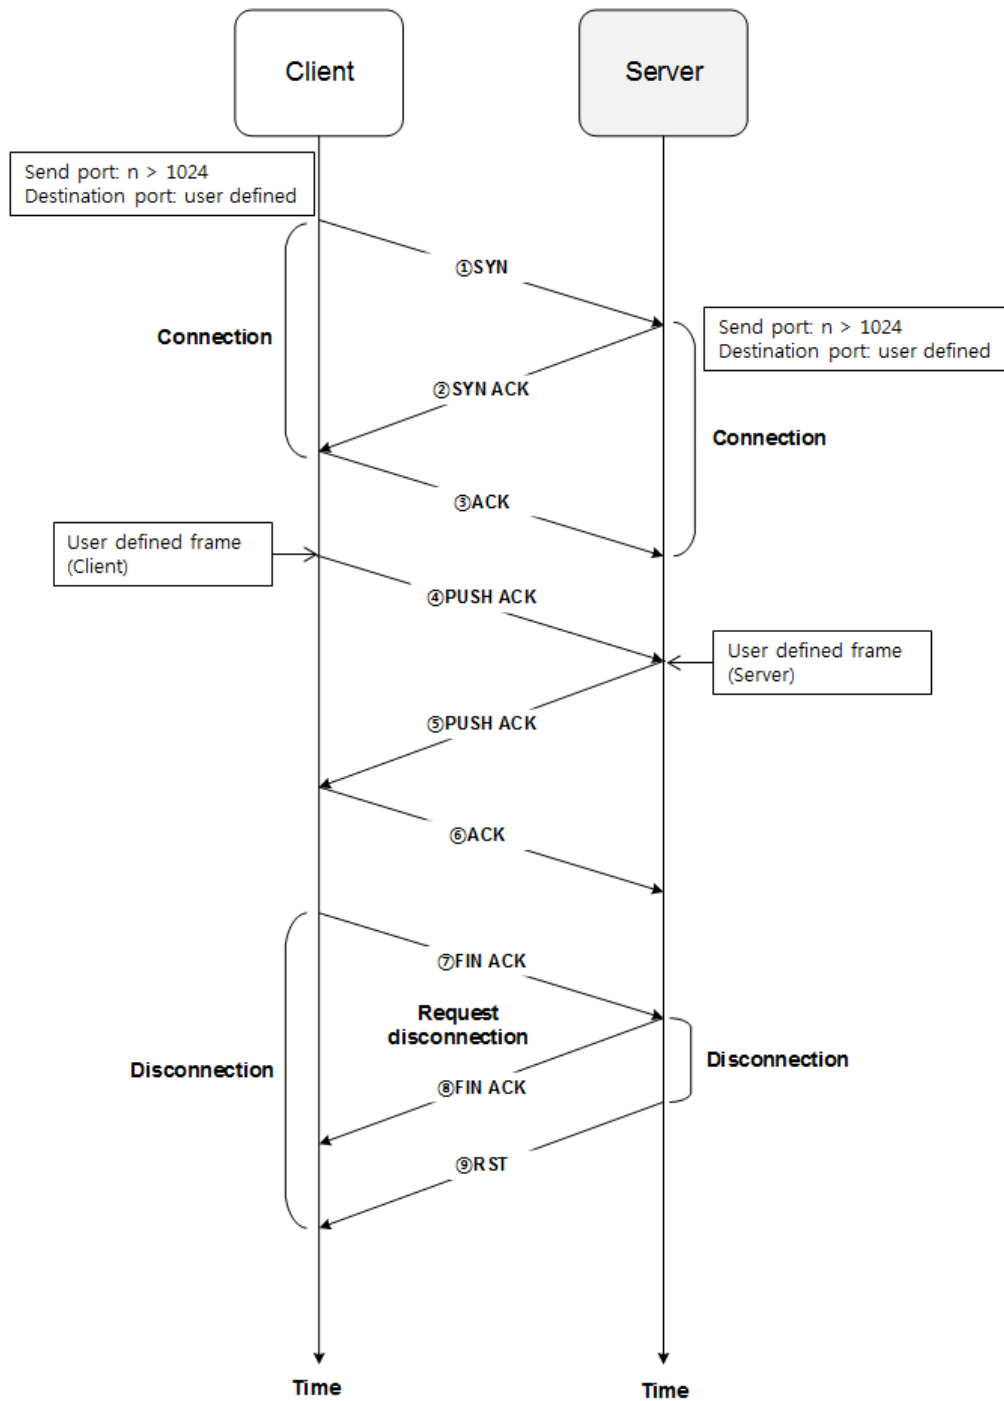 Client
Server
Send port: n > 1024
Destination port: user defined
①SYN
Connection
Send port: n > 1024
Destination port: user defined
②SYN ACK
Connection
③ACK
User defined frame
(Client)
④PUSH ACK
User defined frame
(Server)
⑤PUSH ACK
⑥ACK
⑦FIN ACK
Request
disconnection
Disconnection
Disconnection
⑧FIN ACK
⑨RST
Time
Time